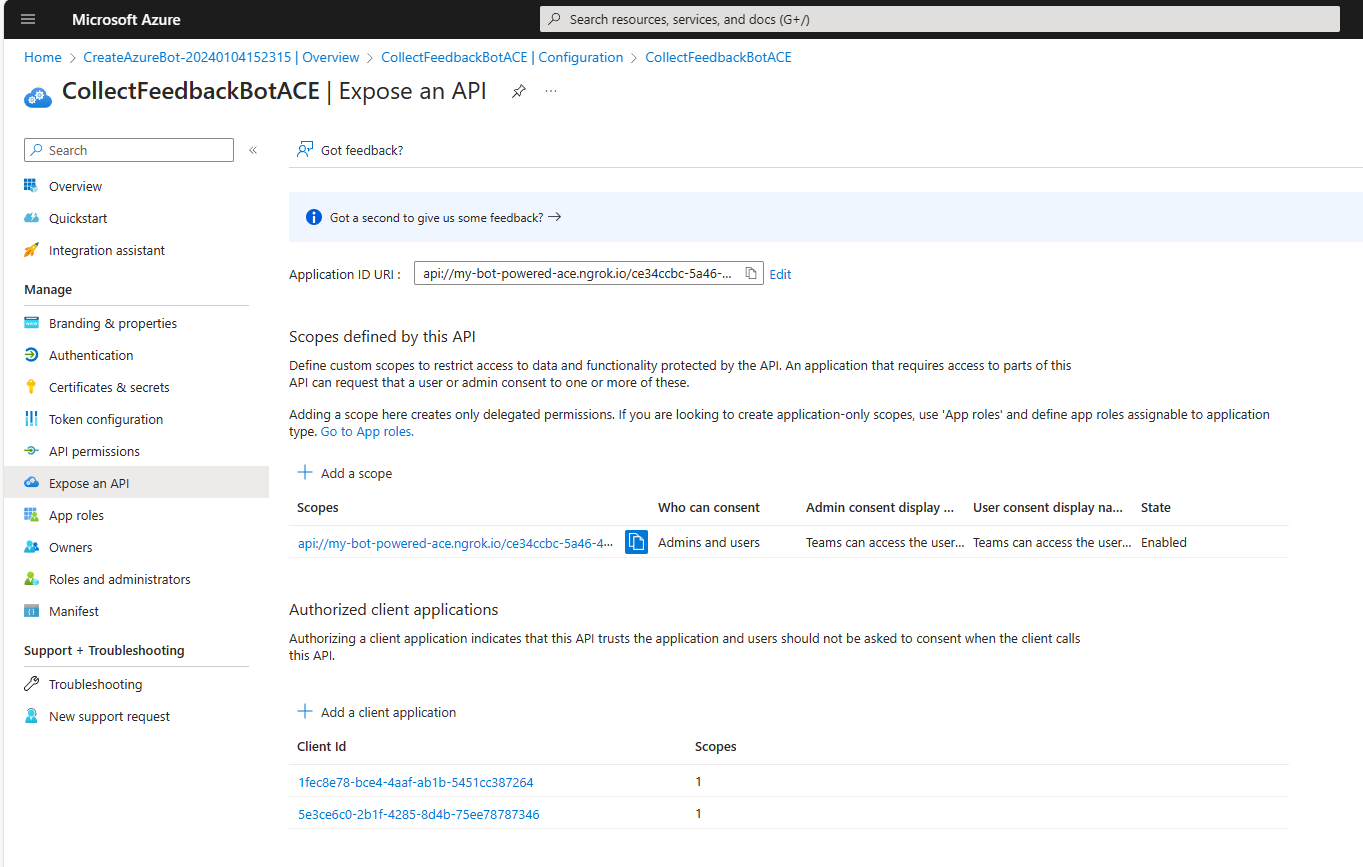 Microsoft Azure
Search resources, services, and docs (G+/)
Home > CreateAzureBot-20240104152315 | Overview > CollectFeedbackBotACE | Configuration > CollectFeedbackBotACE
CollectFeedbackBotACE | Expose an API
Search
Got feedback?
Overview
Quickstart
Integration assistant
Manage
Branding & properties
Authentication
Certificates & secrets
Token configuration
API permissions
Expose an API
App roles
Owners
Roles and administrators
Manifest
Support + Troubleshooting
Troubleshooting
New support request
Got a second to give us some feedback?
Application ID URI : api://my-bot-powered-ace.ngrok.io/ce34ccbc-5a46-... Edit
Scopes defined by this API
Define custom scopes to restrict access to data and functionality protected by the API. An application that requires access to parts of this
API can request that a user or admin consent to one or more of these.
Adding a scope here creates only delegated permissions. If you are looking to create application-only scopes, use 'App roles' and define app roles assignable to application
type. Go to App roles.
Add a scope
Scopes Who can consent Admin consent display ... User consent display na... State
api://my-bot-powered-ace.ngrok.io/ce34ccbc-5a46-4... Admins and users Teams can access the user... Teams can access the user... Enabled
Authorized client applications
Authorizing a client application indicates that this API trusts the application and users should not be asked to consent when the client calls
this API.
Add a client application
Client Id Scopes
1fec8e78-bce4-4aaf-ab1b-5451cc387264 1
5e3ce6c0-2b1f-4285-8d4b-75ee78787346 1